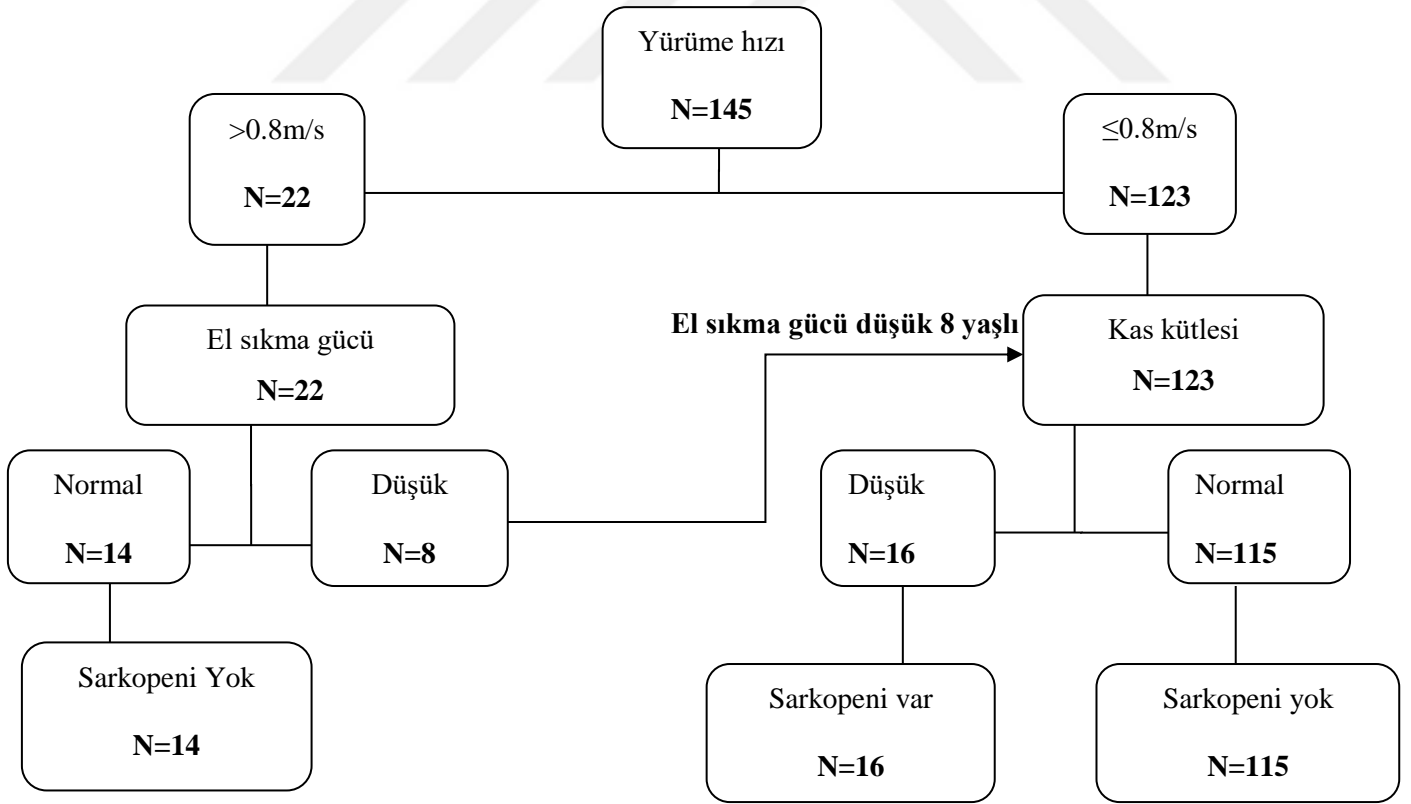 Yürüme hızı
N=145
>0.8m/s
N=22
≤0.8m/s
N=123
El sıkma gücü
N=22
El sıkma gücü düşük 8 yaşlı
Kas kütlesi
N=123
Normal
N=14
Düşük
N=8
Düşük
N=16
Normal
N=115
Sarkopeni Yok
N=14
Sarkopeni var
N=16
Sarkopeni yok
N=115